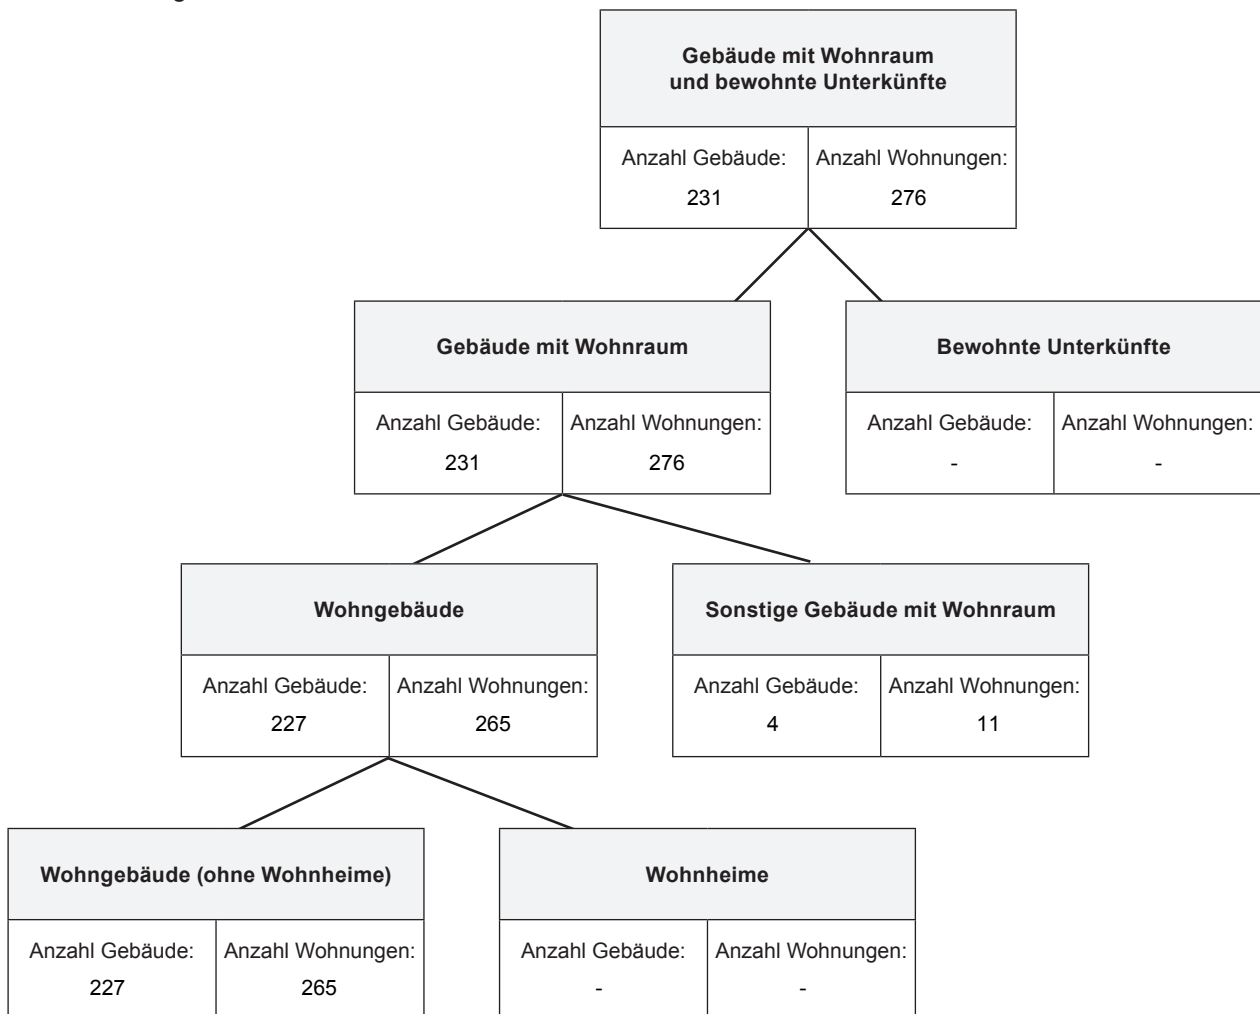 Gebäude mit Wohnraum
und bewohnte Unterkünfte
Anzahl Gebäude:
231
Anzahl Wohnungen:
276
Gebäude mit Wohnraum
Anzahl Gebäude:
231
Anzahl Wohnungen:
276
Bewohnte Unterkünfte
Anzahl Gebäude:
-
Anzahl Wohnungen:
-
Wohngebäude
Anzahl Gebäude:
227
Anzahl Wohnungen:
265
Sonstige Gebäude mit Wohnraum
Anzahl Gebäude:
4
Anzahl Wohnungen:
11
Wohngebäude (ohne Wohnheime)
Anzahl Gebäude:
227
Anzahl Wohnungen:
265
Wohnheime
Anzahl Gebäude:
-
Anzahl Wohnungen:
-